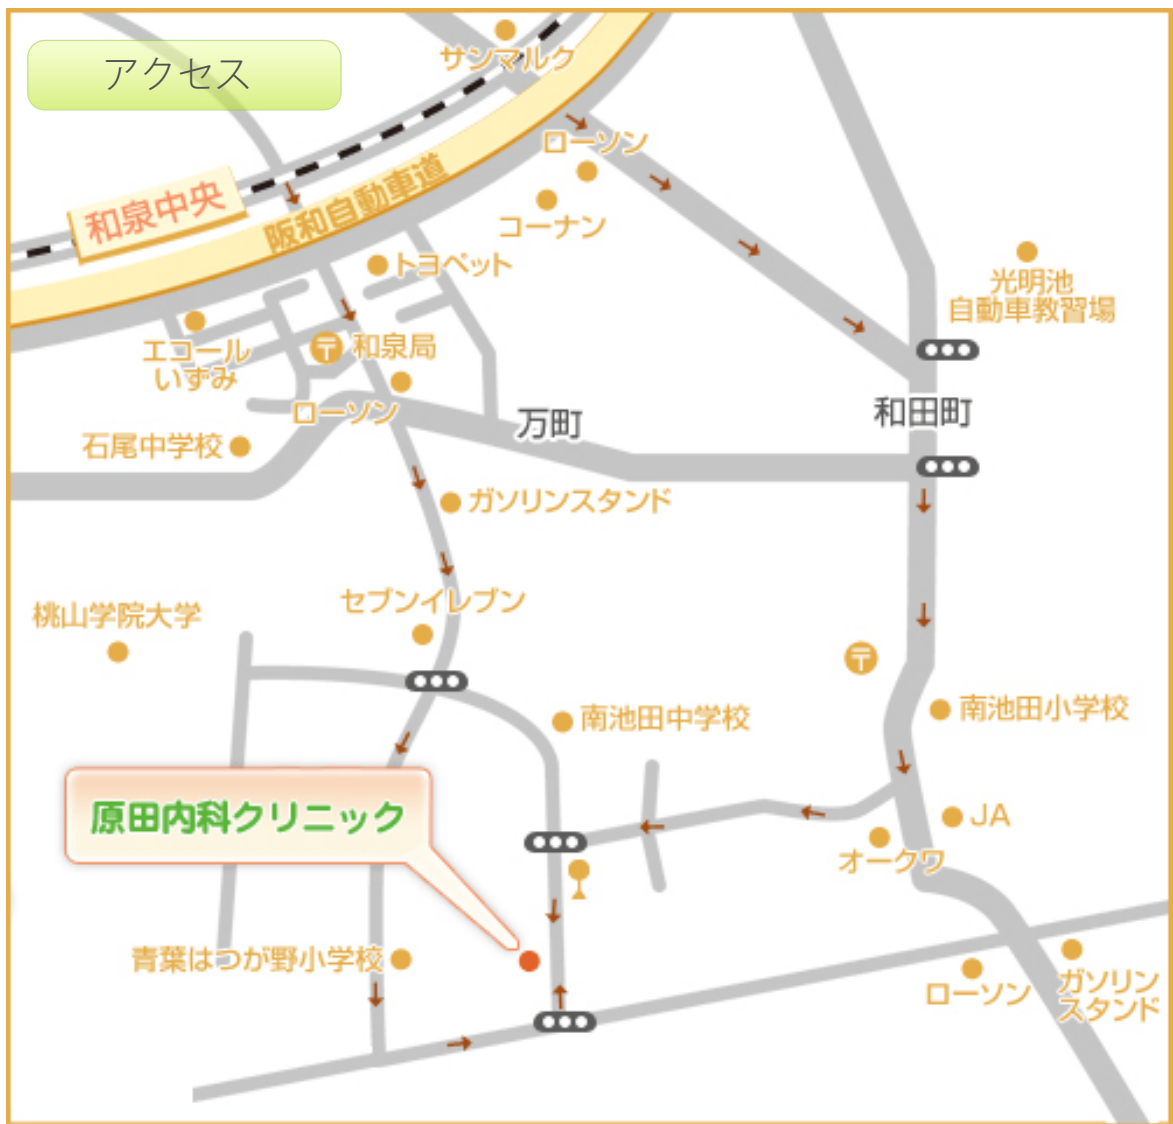 サンマルク
アクセス
ローソン
和泉中央
阪和自動車道
コーナン
トヨペット
光明池
自動車教習場
エコール
いずみ
〒
和泉局
ローソン
万町
和田町
石尾中学校
ガソリンスタンド
セブンイレブン
桃山学院大学
〒
南池田中学校
南池田小学校
原田内科クリニック
JA
オークワ
青葉はつが野小学校
ローソン
ガソリン
スタンド